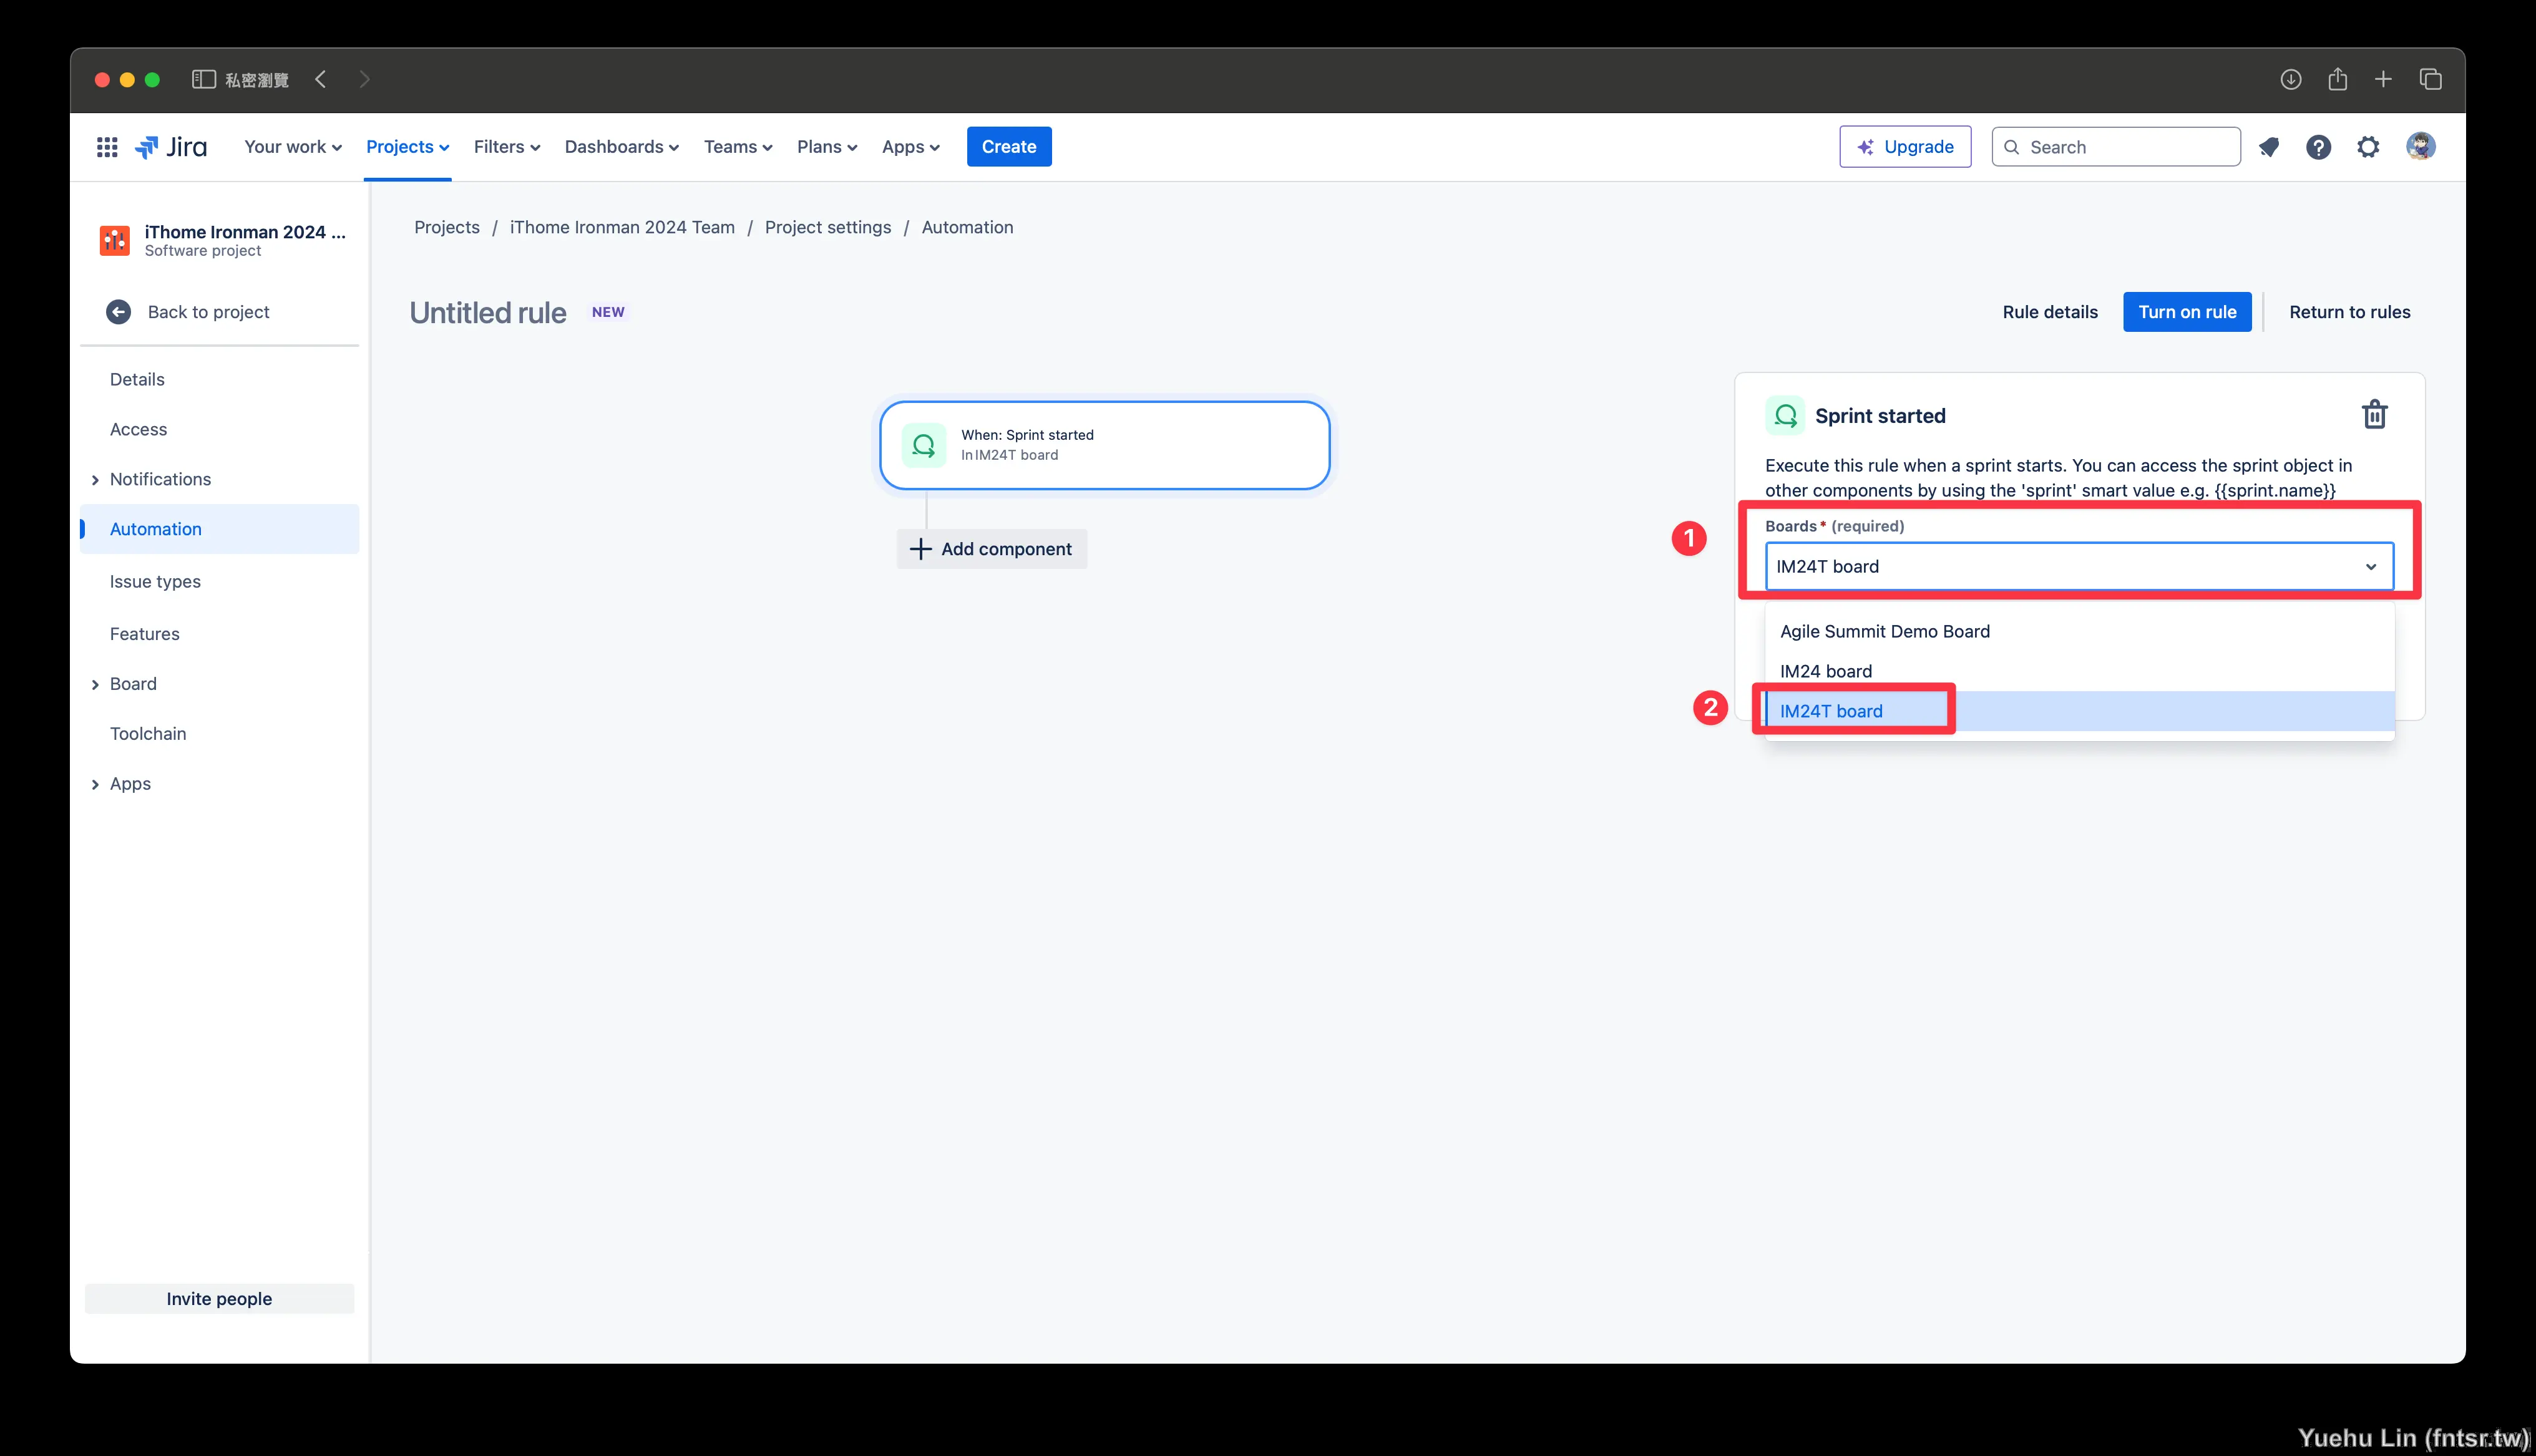 私密瀏覽
Jira
Your work
Projects
Filters
Dashboards
Teams
Plans
Apps
Create
Upgrade
Search
iThome Ironman 2024 ...
Software project
Back to project
Details
Access
Notifications
Automation
Issue types
Features
Board
Toolchain
Apps
Invite people
Projects / iThome Ironman 2024 Team / Project settings / Automation
Untitled rule NEW
Rule details
Turn on rule
Return to rules
When: Sprint started
In IM24T board
Add component
Sprint started
Execute this rule when a sprint starts. You can access the sprint object in
other components by using the 'sprint' smart value e.g. {{sprint.name}}
1
Boards * (required)
IM24T board
Agile Summit Demo Board
IM24 board
2
IM24T board
Yuehu Lin (fntsr.tw)